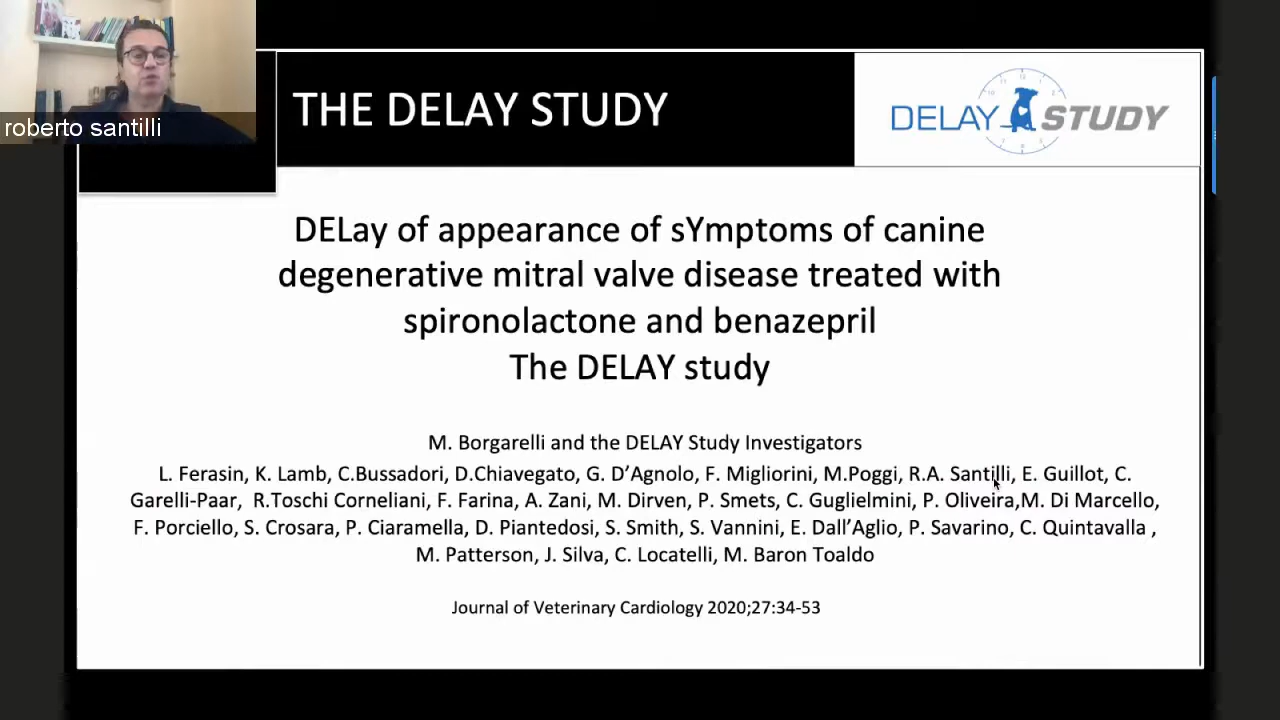 roberto santilli
THE DELAY STUDY
DELAY STUDY
DELay of appearance of sYmptoms of canine
degenerative mitral valve disease treated with
spironolactone and benazepril
The DELAY study
M. Borgarelli and the DELAY Study Investigators
L. Ferasin, K. Lamb, C.Bussadori, D.Chiavegato, G. D'Agnolo, F. Migliorini, M.Poggi, R.A. Santilli, E. Guillot, C.
Garelli-Paar, R.Toschi Corneliani, F. Farina, A. Zani, M. Dirven, P. Smets, C. Guglielmini, P. Oliveira,M. Di Marcello,
F. Porciello, S. Crosara, P. Ciaramella, D. Piantedosi, S. Smith, S. Vannini, E. Dall'Aglio, P. Savarino, C. Quintavalla ,
M. Patterson, J. Silva, C. Locatelli, M. Baron Toaldo
Journal of Veterinary Cardiology 2020;27:34-53